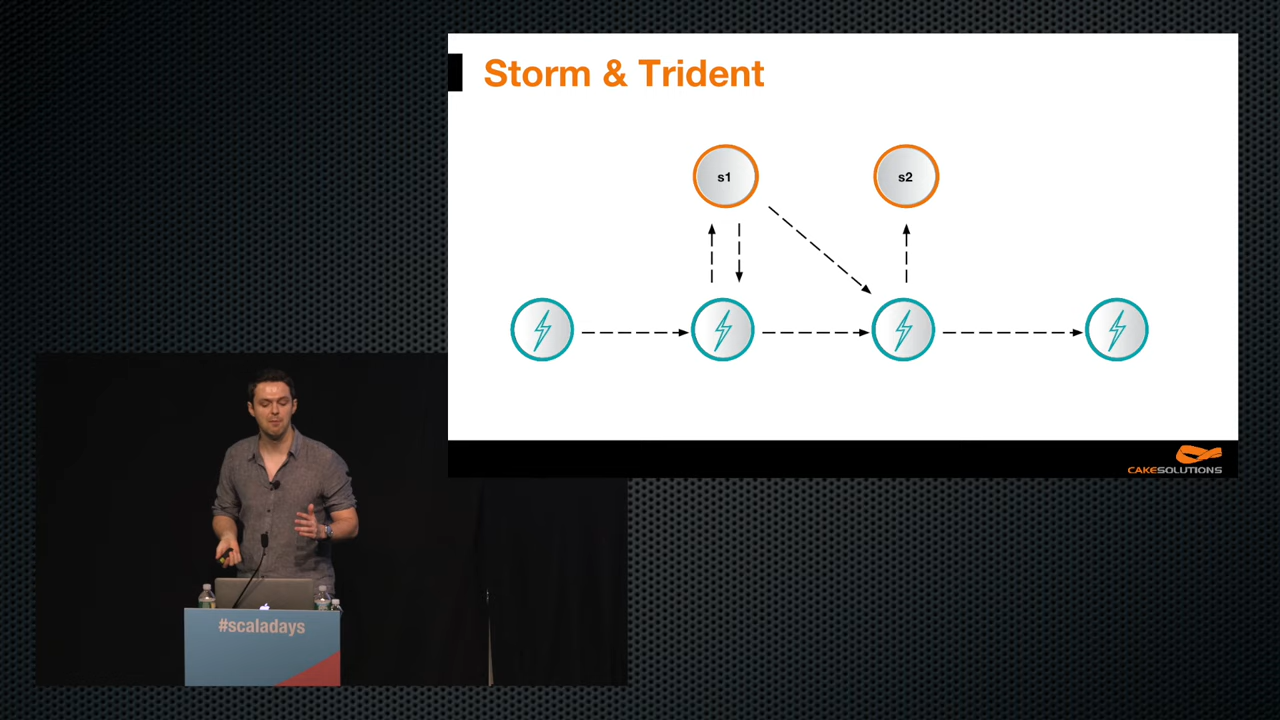 Storm & Trident
s1
s2
CAKESOLUTIONS
#scaladays